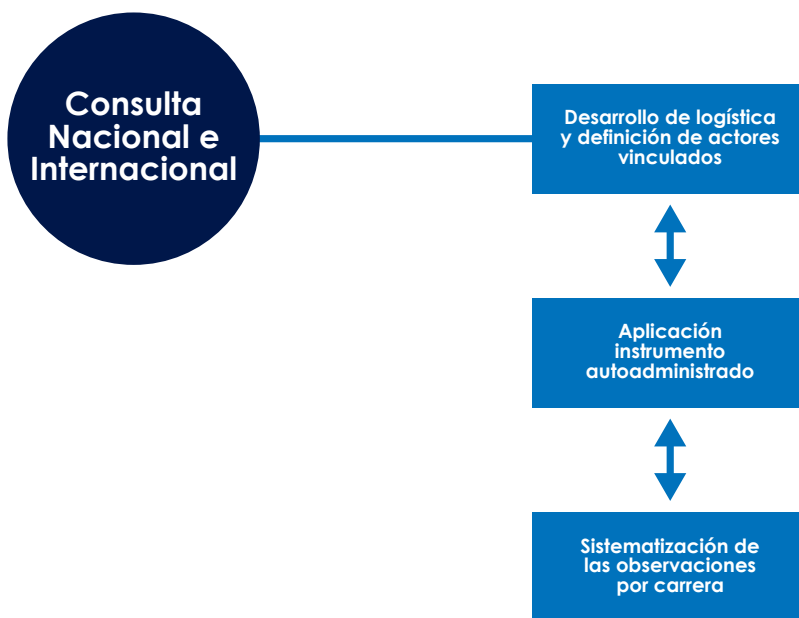 Consulta
Nacional e
Internacional
Desarrollo de logística
y definición de actores
vinculados
Aplicación
instrumento
autoadministrado
Sistematización de
las observaciones
por carrera